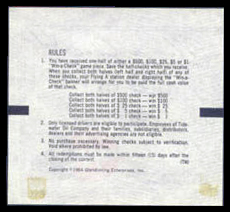 RULES
1. You have received one-half of either a $500, $100, $25, $5 or $1
"Win-a-Check" game piece. Save the half-checks which you receive.
When you collect both halves (left half and right half) of any of
these checks, your Flying A station dealer displaying the "Win-a-
Check" banner will arrange for you to be paid the full cash value
of that check.
Collect both halves of $500 check — win $500
Collect both halves of $100 check — win $100
Collect both halves of $ 25 check — win $ 25
Collect both halves of $ 5 check — win $ 5
Collect both halves of $ 1 check — win $ 1
2. Only licensed drivers are eligible to participate. Employees of Tide-
water Oil Company and their families, subsidiaries, distributors,
dealers and their advertising agencies are not eligible.
3. No purchase necessary. Winning checks subject to verification.
Void where prohibited by law.
4. All redemptions must be made within fifteen (15) days after the
closing of the current
Copyright 1964 Glendinning Enterprises, Inc.